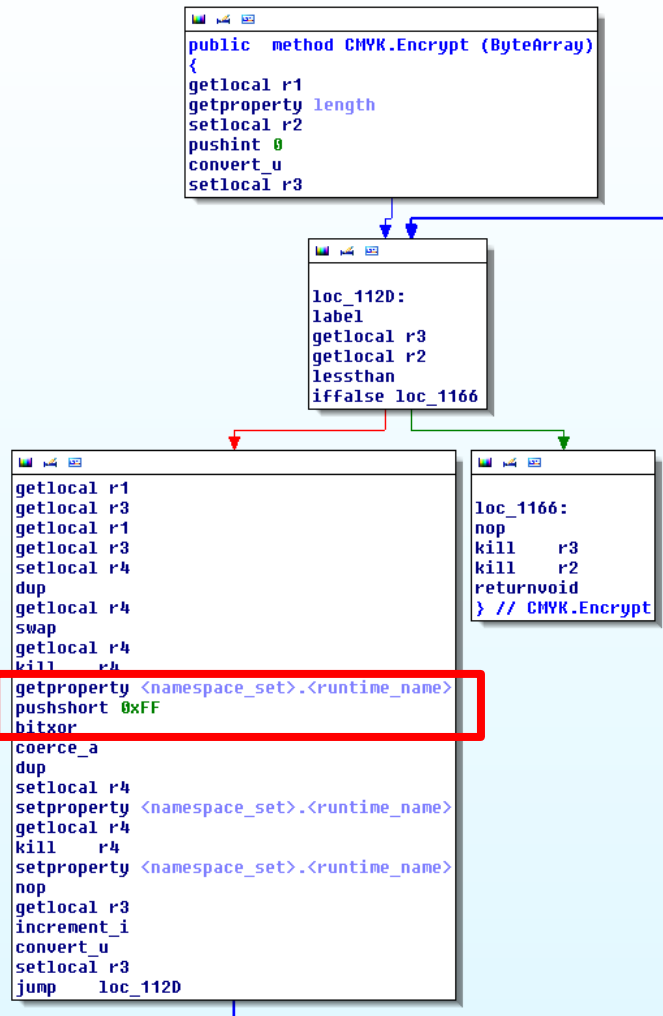 public method CMYK.Encrypt (ByteArray)
{
getlocal r1
getproperty length
setlocal r2
pushint 0
convert_u
setlocal r3
loc_112D:
label
getlocal r3
getlocal r2
lessthan
iffalse loc_1166
getlocal r1
getlocal r3
getlocal r1
getlocal r3
setlocal r4
dup
getlocal r4
swap
getlocal r4
kill r4
getproperty <namespace_set>.<runtime_name>
pushshort 0xFF
bitxor
coerce_a
dup
setlocal r4
setproperty <namespace_set>.<runtime_name>
getlocal r4
kill r4
setproperty <namespace_set>.<runtime_name>
nop
getlocal r3
increment_i
convert_u
setlocal r3
jump loc_112D
loc_1166:
nop
kill r3
kill r2
returnvoid
} // CMYK.Encrypt